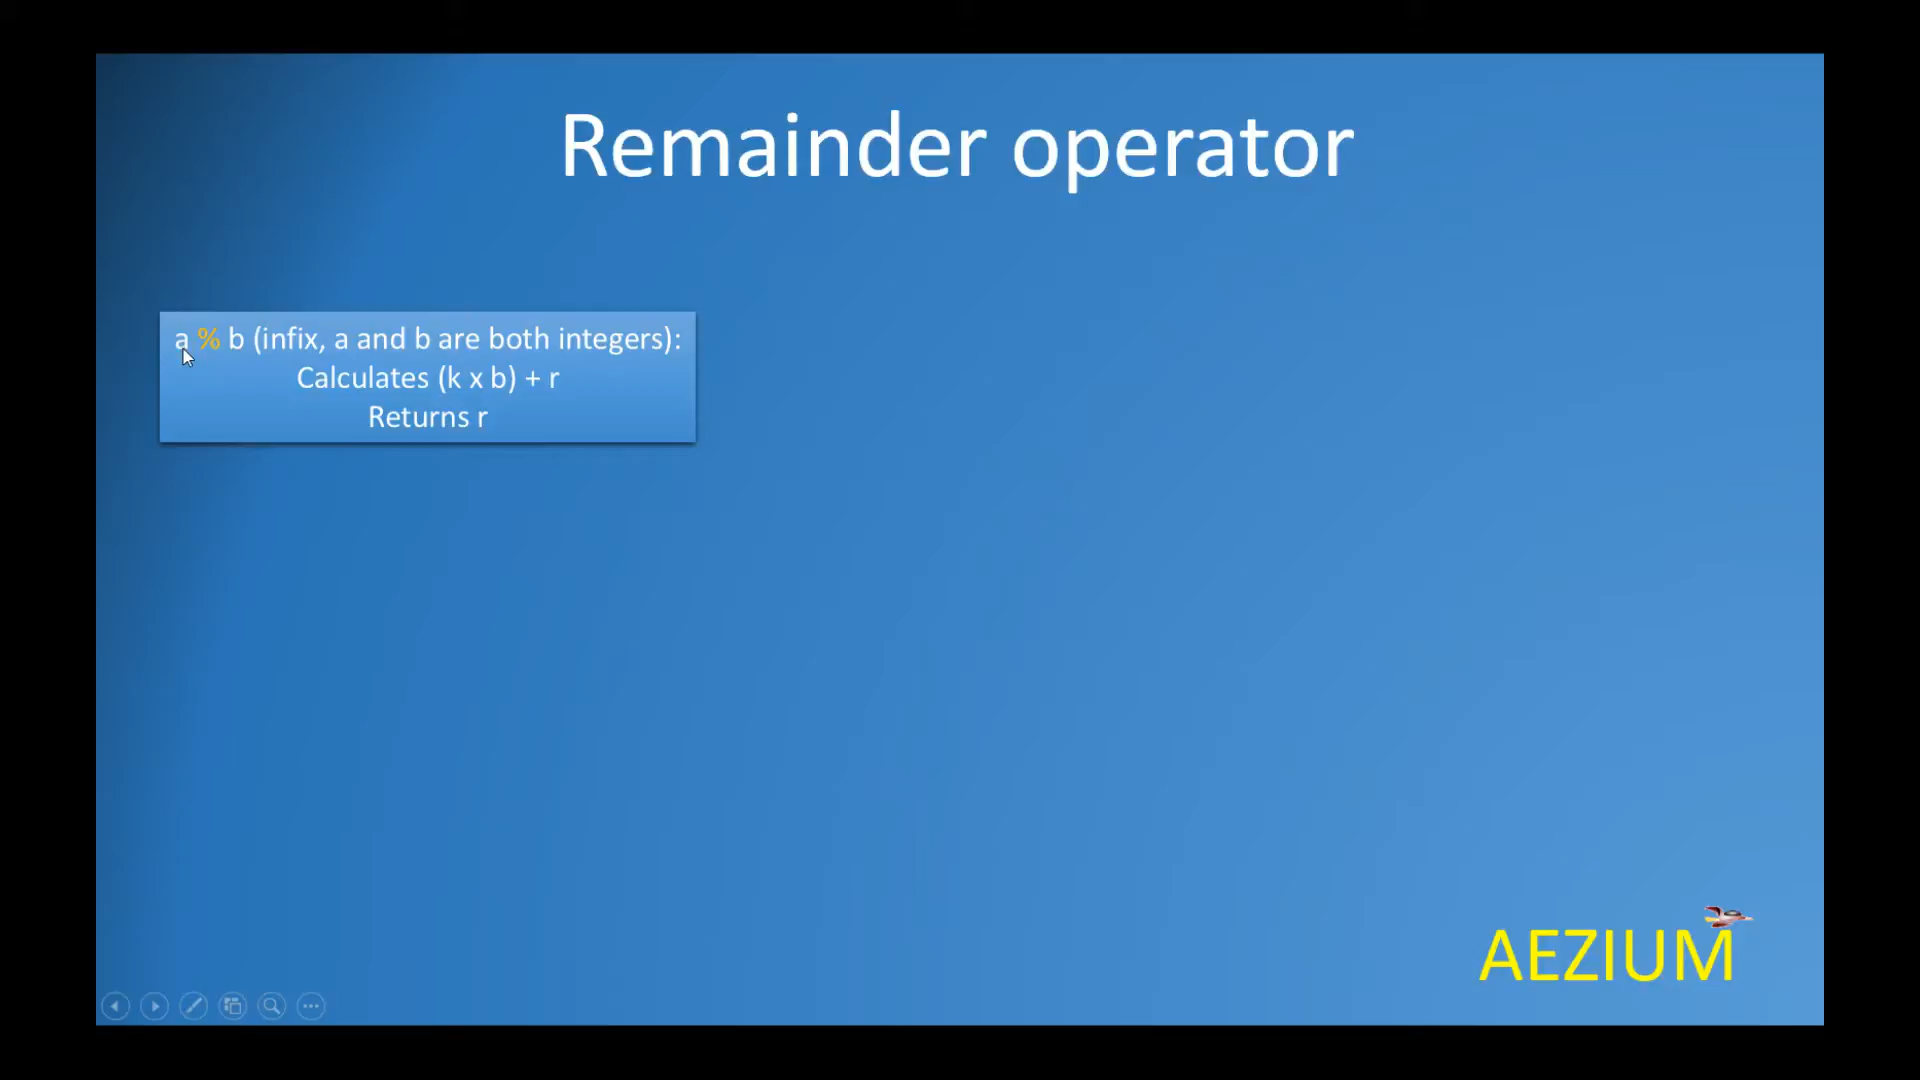 Remainder operator
a % b (infix, a and b are both integers):
Calculates (k x b) + r
Returns r
AEZIUM